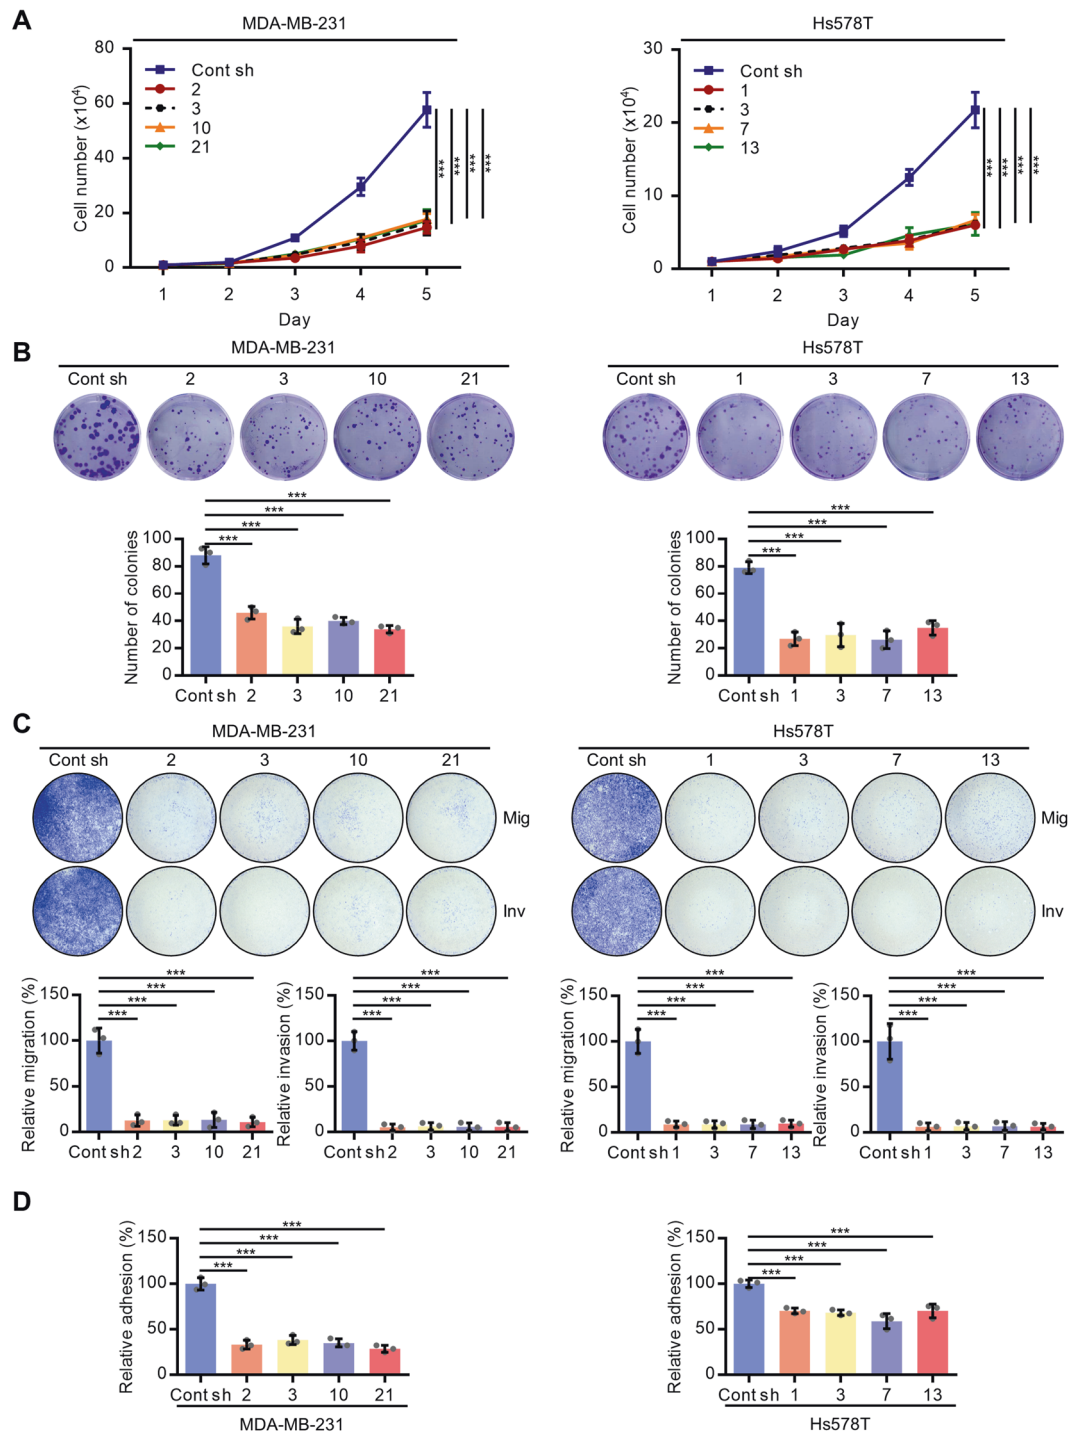 A
MDA-MB-231
Hs578T
Cell number (x10⁴)
80
60
40
20
0
Cont sh
2
3
10
21
*** *** *** ***
1 2 3 4 5
Day
Cell number (x10⁴)
30
20
10
0
Cont sh
1
3
7
13
*** *** *** ***
1 2 3 4 5
Day
B
MDA-MB-231
Cont sh 2 3 10 21
Hs578T
Cont sh 1 3 7 13
Number of colonies
100
80
60
40
20
0
***
***
***
***
Cont sh 2 3 10 21
Number of colonies
100
80
60
40
20
0
***
***
***
***
Cont sh 1 3 7 13
C
MDA-MB-231
Cont sh 2 3 10 21
Mig
Inv
Hs578T
Cont sh 1 3 7 13
Mig
Inv
Relative migration (%)
150
100
50
0
***
***
***
***
Cont sh 2 3 10 21
Relative invasion (%)
150
100
50
0
***
***
***
***
Cont sh 2 3 10 21
Relative migration (%)
150
100
50
0
***
***
***
***
Cont sh 1 3 7 13
Relative invasion (%)
150
100
50
0
***
***
***
***
Cont sh 1 3 7 13
D
Relative adhesion (%)
150
100
50
0
***
***
***
***
Cont sh 2 3 10 21
MDA-MB-231
Relative adhesion (%)
150
100
50
0
***
***
***
***
Cont sh 1 3 7 13
Hs578T